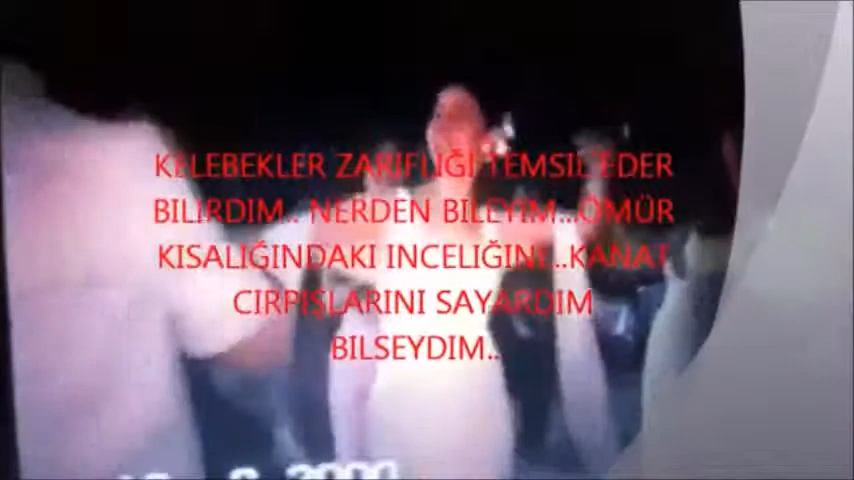 KELEBEKLER ZARIFLIĞI TEMSIL EDER
BILIRDIM.. NERDEN BILEYIM...ÖMÜR
KISALIĞINDAKI INCELIĞINI...KANAT
CIRPIŞLARINI SAYARDIM
BILSEYDIM..